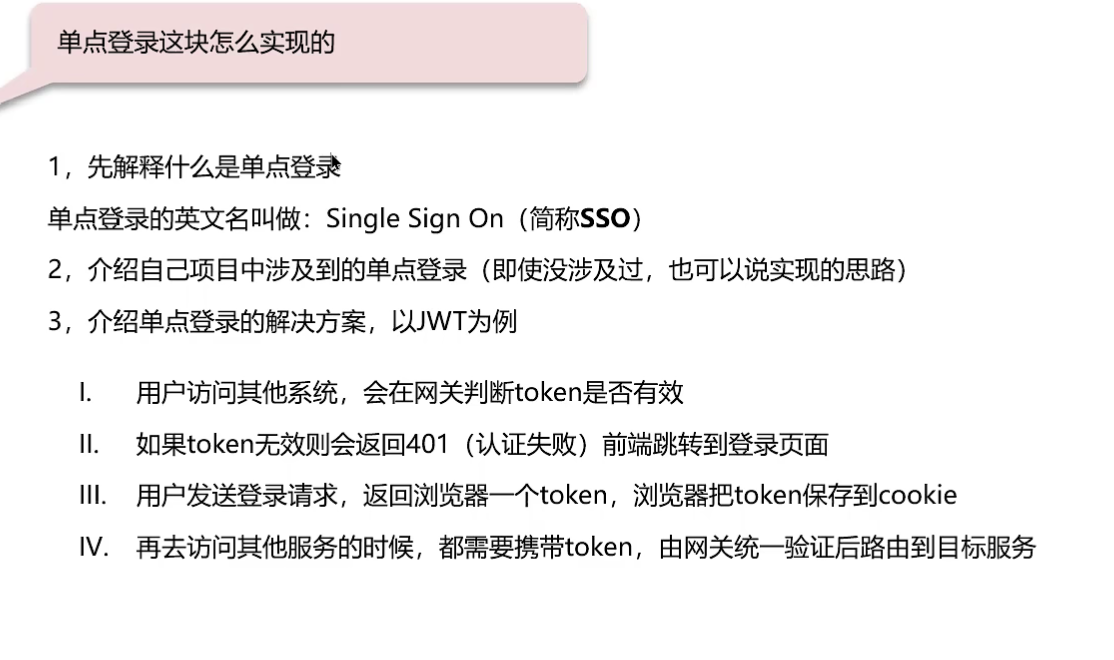 单点登录这块怎么实现的
1，先解释什么是单点登录
单点登录的英文名叫做：Single Sign On（简称SSO）
2，介绍自己项目中涉及到的单点登录（即使没涉及过，也可以说实现的思路）
3，介绍单点登录的解决方案，以JWT为例
I. 用户访问其他系统，会在网关判断token是否有效
II. 如果token无效则会返回401（认证失败）前端跳转到登录页面
III. 用户发送登录请求，返回浏览器一个token，浏览器把token保存到cookie
IV. 再去访问其他服务的时候，都需要携带token，由网关统一验证后路由到目标服务